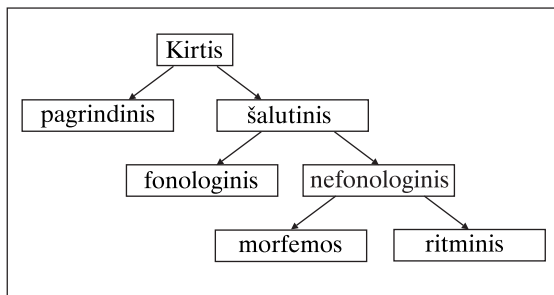 Kirtis
pagrindinis
šalutinis
fonologinis
nefonologinis
morfemos
ritminis